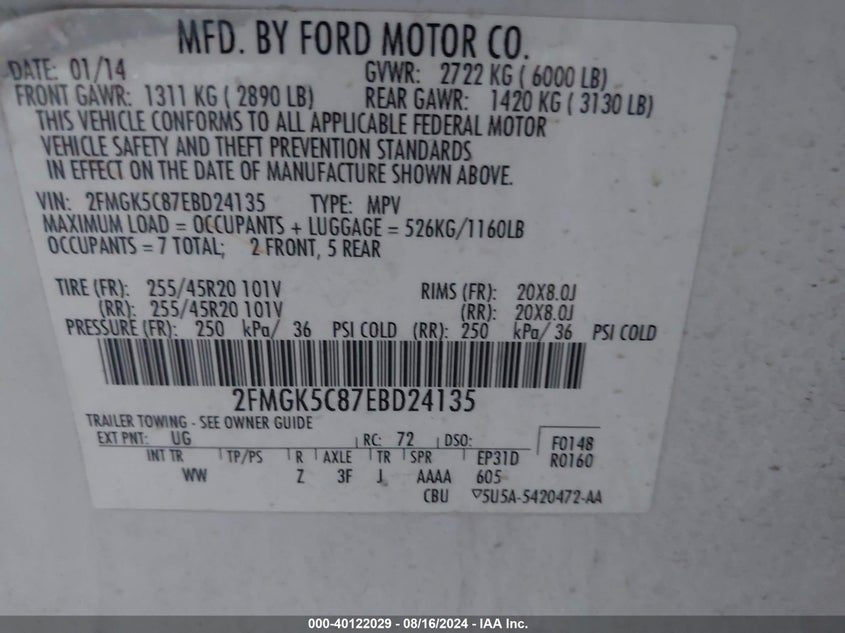 MFD. BY FORD MOTOR CO.
DATE: 01/14 GVWR: 2722 KG ( 6000 LB)
FRONT GAWR: 1311 KG ( 2890 LB) REAR GAWR: 1420 KG ( 3130 LB)
THIS VEHICLE CONFORMS TO ALL APPLICABLE FEDERAL MOTOR
VEHICLE SAFETY AND THEFT PREVENTION STANDARDS
IN EFFECT ON THE DATE OF MANUFACTURE SHOWN ABOVE.
VIN: 2FMGK5C87EBD24135 TYPE: MPV
MAXIMUM LOAD = OCCUPANTS + LUGGAGE = 526KG/1160LB
OCCUPANTS = 7 TOTAL; 2 FRONT, 5 REAR
TIRE (FR): 255/45R20 101V RIMS (FR): 20X8.0J
(RR): 255/45R20 101V (RR): 20X8.0J
PRESSURE (FR): 250 kPa/ 36 PSI COLD (RR): 250 kPa/ 36 PSI COLD
2FMGK5C87EBD24135
TRAILER TOWING - SEE OWNER GUIDE
EXT PNT: UG RC: 72 DSO: F0148
INT TR TP/PS R AXLE TR SPR EP31D R0160
WW Z 3F J AAAA 605
CBU ▽5U5A-5420472-AA
000-40122029 - 08/16/2024 - IAA Inc.